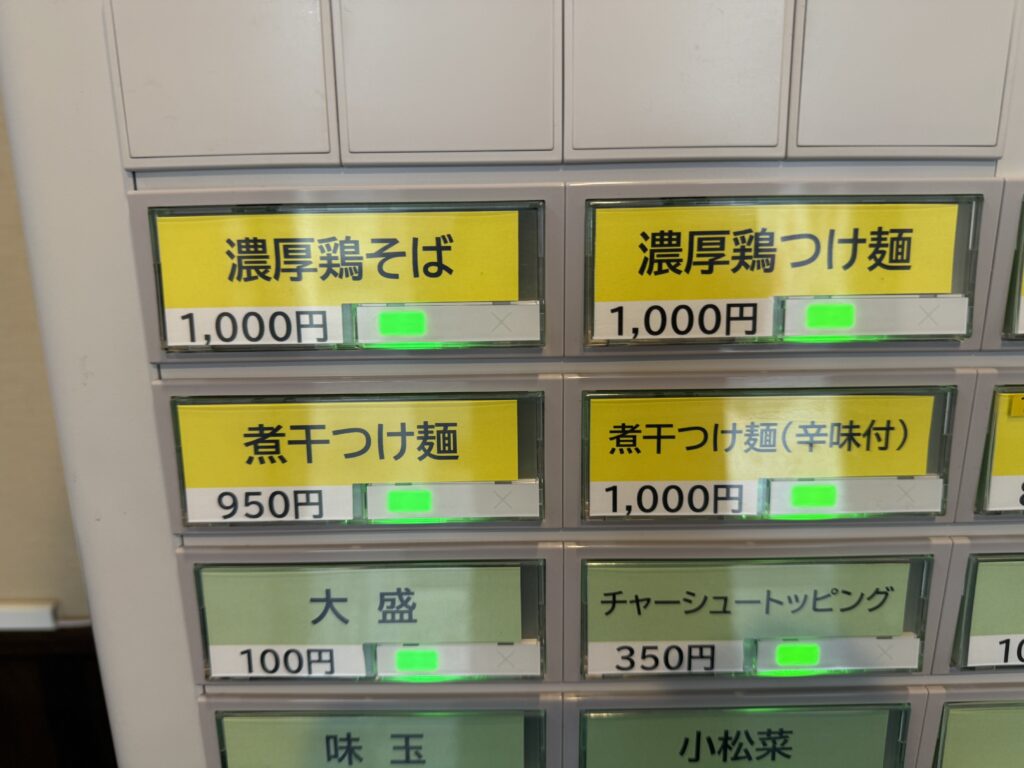 濃厚鶏そば
1,000円
濃厚鶏つけ麺
1,000円
煮干つけ麺
950円
煮干つけ麺(辛味付)
1,000円
大盛
100円
チャーシュートッピング
350円
味玉
小松菜